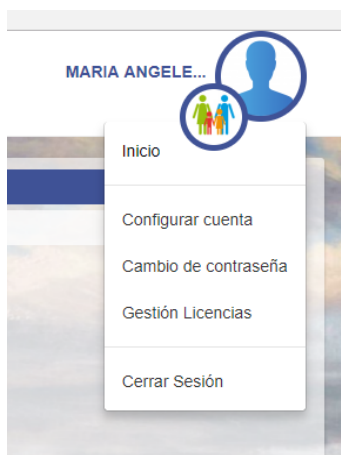 MARIA ANGELE...
Inicio
Configurar cuenta
Cambio de contraseña
Gestión Licencias
Cerrar Sesión